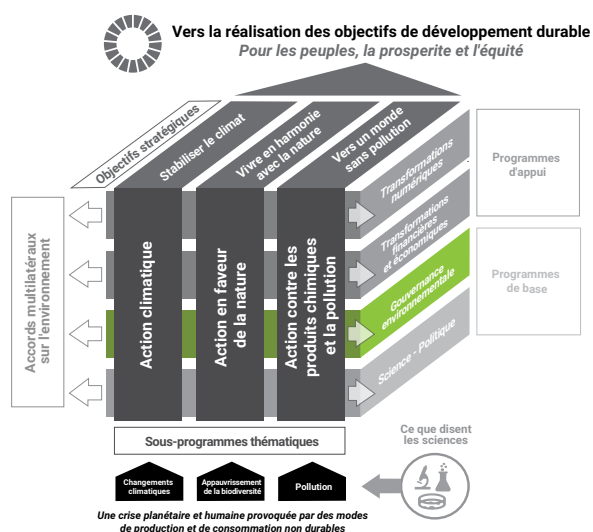 Vers la réalisation des objectifs de développement durable
Pour les peuples, la prosperite et l'équité
Objectifs stratégiques
Stabiliser le climat
Vivre en harmonie
avec la nature
Vers un monde
sans pollution
Transformations
numériques
Transformations
financières
et économiques
Gouvernance
environnementale
Science - Politique
Programmes
d'appui
Programmes
de base
Accords multilatéraux
sur l'environnement
Action climatique
Action en faveur
de la nature
Action contre les
produits chimiques
et la pollution
Sous-programmes thématiques
Changements
climatiques
Appauvrissement
de la biodiversité
Pollution
Ce que disent
les sciences
Une crise planétaire et humaine provoquée par des modes
de production et de consommation non durables